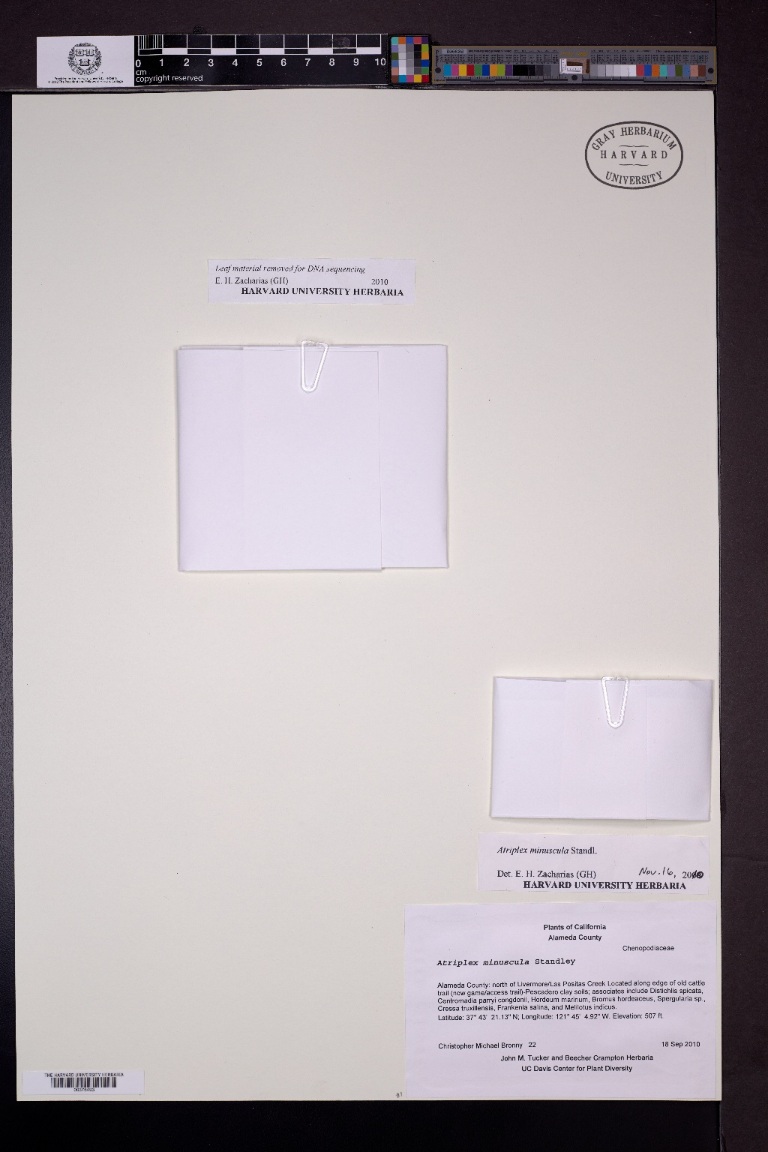 0 1 2 3 4 5 6 7 8 9 10
cm
copyright reserved
GRAY HERBARIUM
HARVARD
UNIVERSITY
Leaf material removed for DNA sequencing
E. H. Zacharias (GH) 2010
HARVARD UNIVERSITY HERBARIA
Atriplex minuscula Standl.
Det. E. H. Zacharias (GH) Nov. 16, 2010
HARVARD UNIVERSITY HERBARIA
Plants of California
Alameda County
Chenopodiaceae
Atriplex minuscula Standley
Alameda County: north of Livermore/Las Positas Creek Located along edge of old cattle
trail (now game/access trail)-Pescadero clay soils; associates include Distichlis spicata,
Centromadia parryi congdonii, Hordeum marinum, Bromus hordeaceus, Spergularia sp.,
Cressa truxillensis, Frankenia salina, and Melilotus indicus.
Latitude: 37° 43' 21.13" N; Longitude: 121° 45' 4.92" W. Elevation: 507 ft.
Christopher Michael Bronny 22 18 Sep 2010
John M. Tucker and Beecher Crampton Herbaria
UC Davis Center for Plant Diversity
THE HARVARD UNIVERSITY HERBARIA